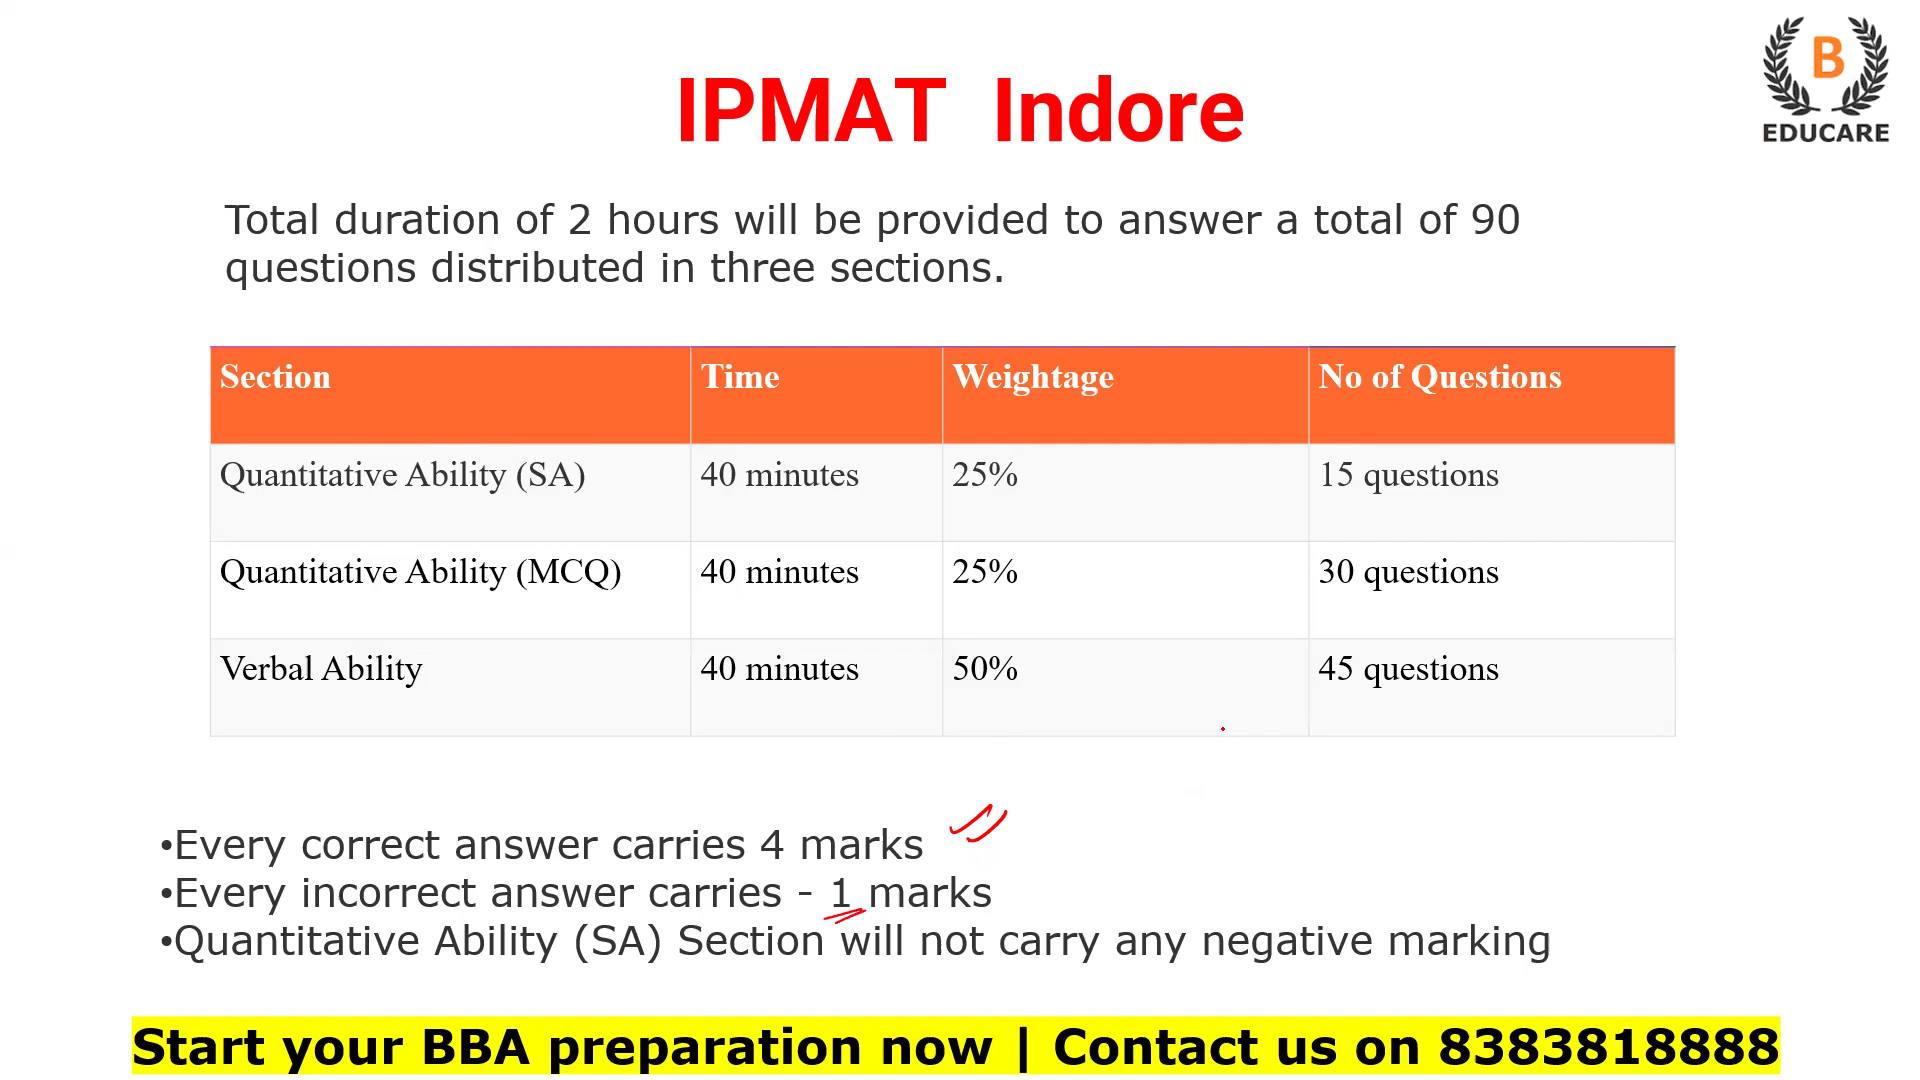 B
EDUCARE
IPMAT Indore
Total duration of 2 hours will be provided to answer a total of 90
questions distributed in three sections.
Section Time Weightage No of Questions
Quantitative Ability (SA) 40 minutes 25% 15 questions
Quantitative Ability (MCQ) 40 minutes 25% 30 questions
Verbal Ability 40 minutes 50% 45 questions
•Every correct answer carries 4 marks
•Every incorrect answer carries - 1 marks
•Quantitative Ability (SA) Section will not carry any negative marking
Start your BBA preparation now | Contact us on 8383818888